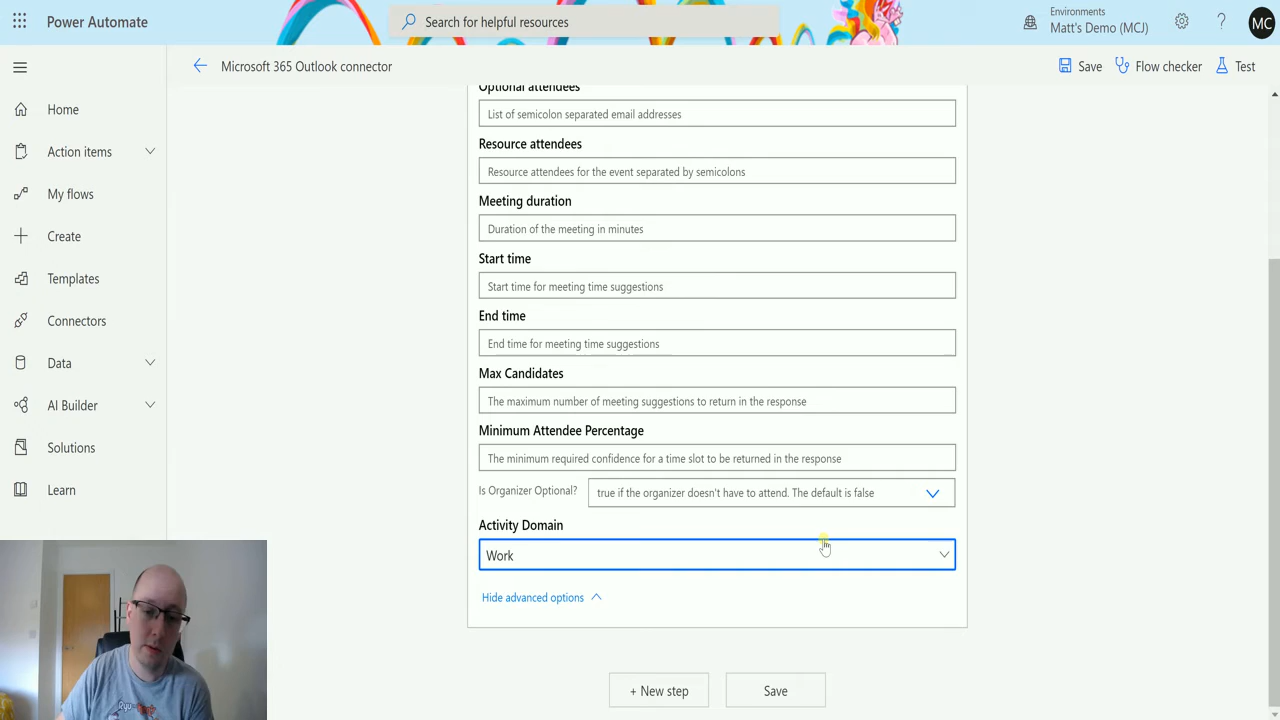 Power Automate
Search for helpful resources
Environments
Matt's Demo (MCJ)
MC
Microsoft 365 Outlook connector
Save
Flow checker
Test
Home
Action items
My flows
Create
Templates
Connectors
Data
AI Builder
Solutions
Learn
Optional attendees
List of semicolon separated email addresses
Resource attendees
Resource attendees for the event separated by semicolons
Meeting duration
Duration of the meeting in minutes
Start time
Start time for meeting time suggestions
End time
End time for meeting time suggestions
Max Candidates
The maximum number of meeting suggestions to return in the response
Minimum Attendee Percentage
The minimum required confidence for a time slot to be returned in the response
Is Organizer Optional?
true if the organizer doesn't have to attend. The default is false
Activity Domain
Work
Hide advanced options
+ New step
Save